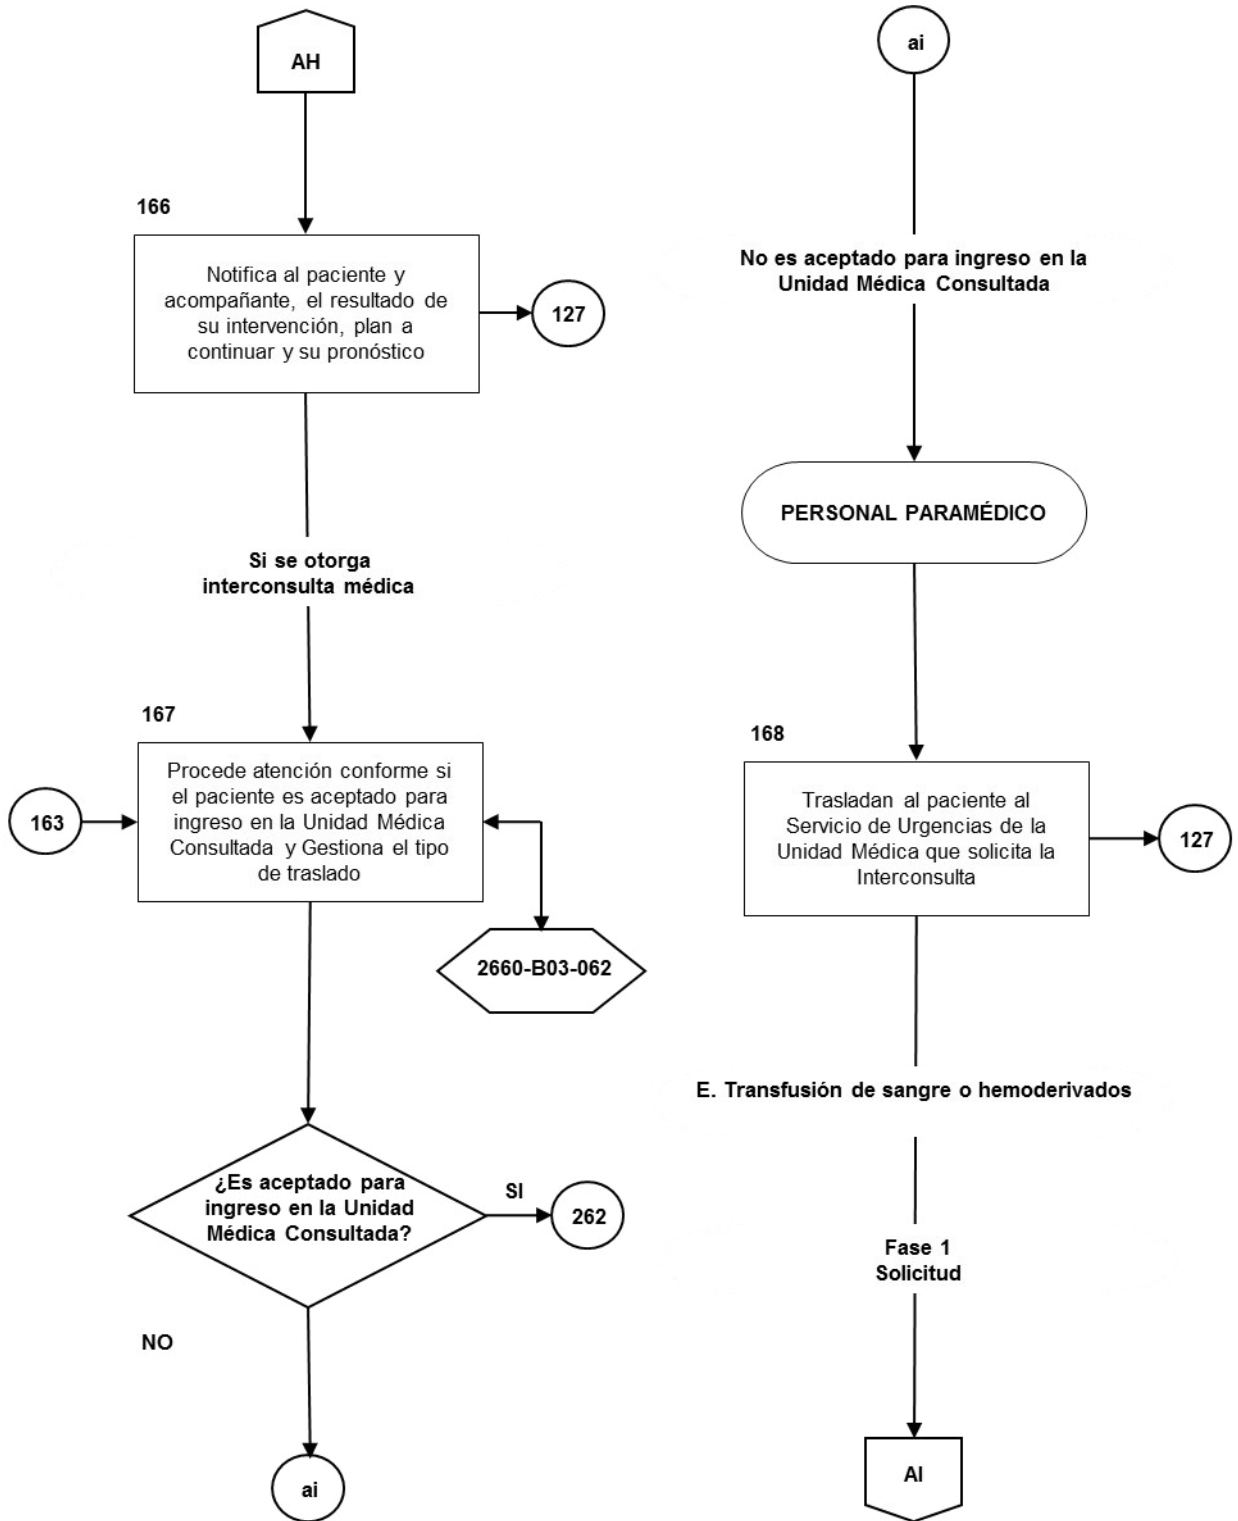 AH
166
Notifica al paciente y
acompañante, el resultado de
su intervención, plan a
continuar y su pronóstico
127
Si se otorga
interconsulta médica
167
Procede atención conforme si
el paciente es aceptado para
ingreso en la Unidad Médica
Consultada y Gestiona el tipo
de traslado
163
2660-B03-062
¿Es aceptado para
ingreso en la Unidad
Médica Consultada?
SI
262
NO
ai
ai
No es aceptado para ingreso en la
Unidad Médica Consultada
PERSONAL PARAMÉDICO
168
Trasladan al paciente al
Servicio de Urgencias de la
Unidad Médica que solicita la
Interconsulta
127
E. Transfusión de sangre o hemoderivados
Fase 1
Solicitud
AI